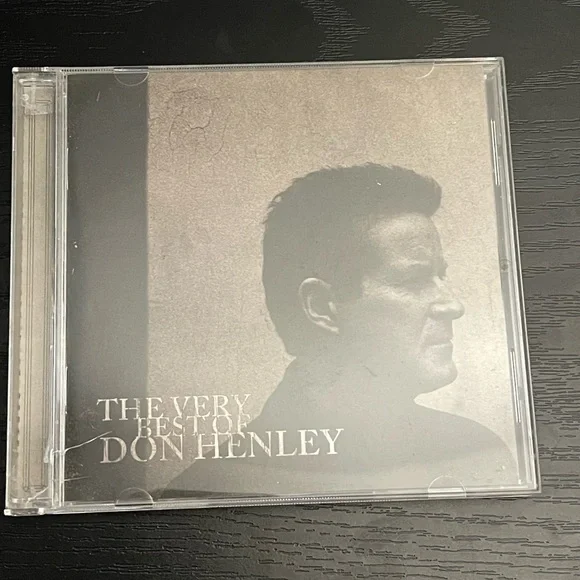 THE VERY
BEST OF
DON HENLEY